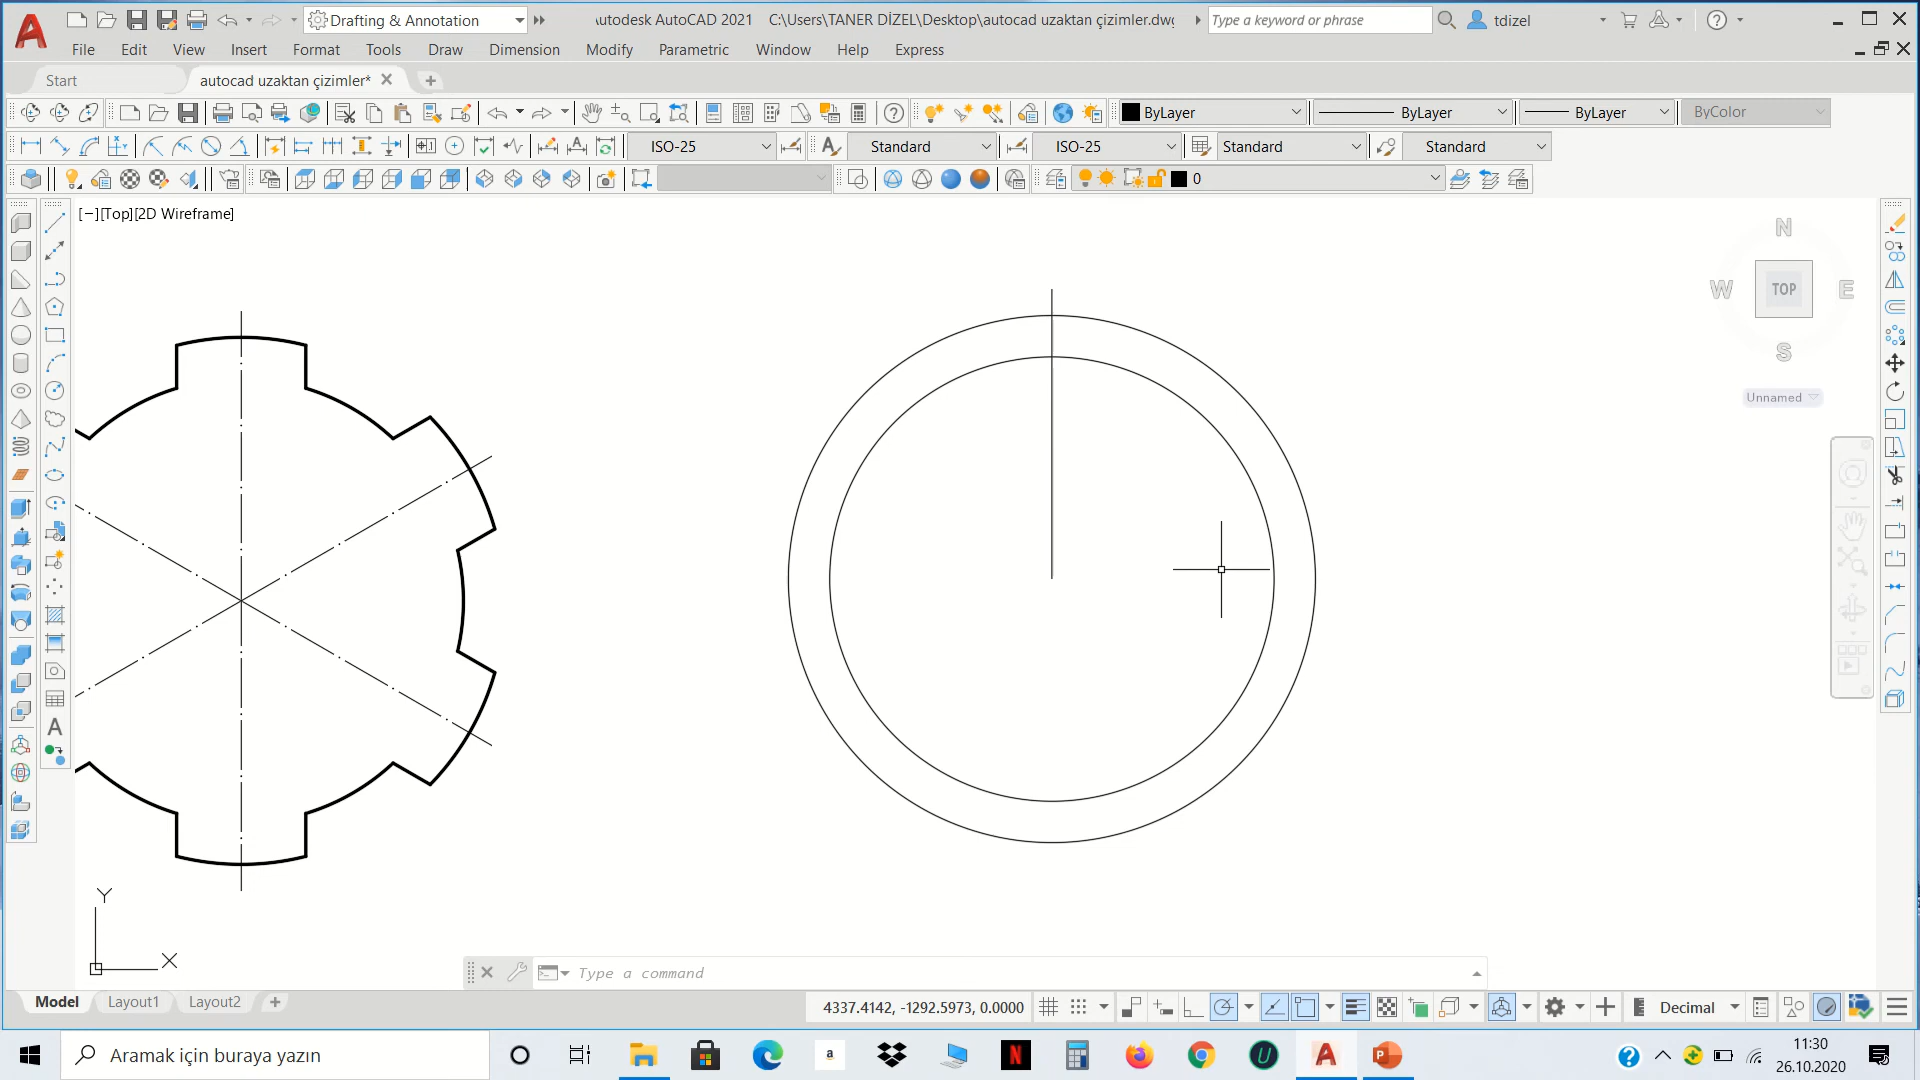 Drafting & Annotation
utodesk AutoCAD 2021 C:\Users\TANER DİZEL\Desktop\autocad uzaktan çizimler.dwg
Type a keyword or phrase
tdizel
File Edit View Insert Format Tools Draw Dimension Modify Parametric Window Help Express
Start
autocad uzaktan çizimler*
ByLayer ByLayer ByLayer ByColor
ISO-25 Standard ISO-25 Standard Standard
0
[−][Top][2D Wireframe]
N
W TOP E
S
Unnamed
A
Y
X
Type a command
Model Layout1 Layout2
4337.4142, -1292.5973, 0.0000
Decimal
Aramak için buraya yazın
a
N
U
A
P
11:30
26.10.2020